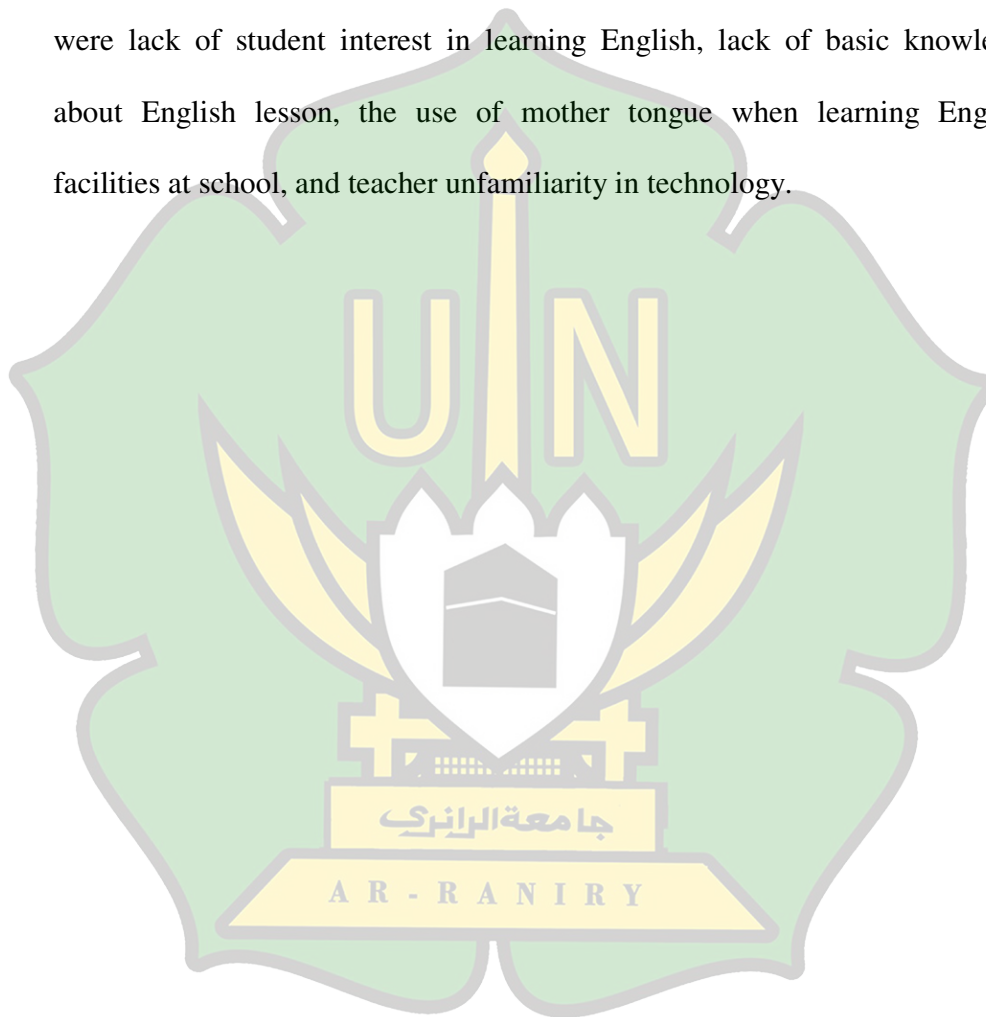 were lack of student interest in learning English, lack of basic knowle
about English lesson, the use of mother tongue when learning Eng
facilities at school, and teacher unfamiliarity in technology.
U N
جامعة الرانري
AR-RANIRY